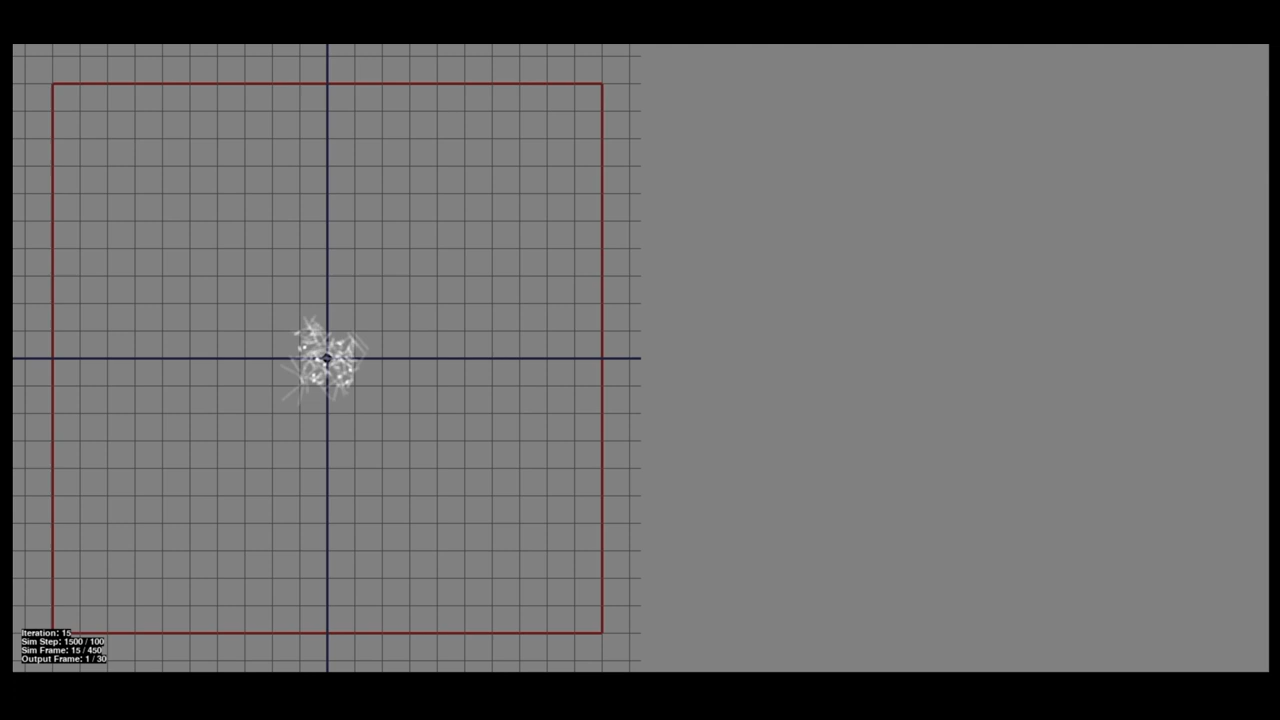 Iteration: 15
Sim Step: 1500 / 100
Sim Frame: 15 / 450
Output Frame: 1 / 30